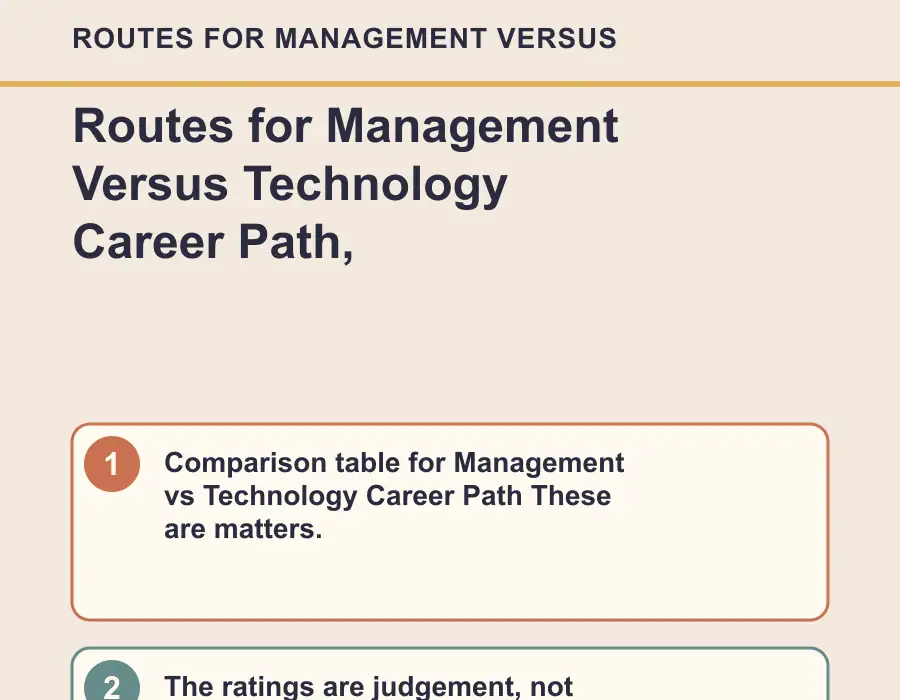 ROUTES FOR MANAGEMENT VERSUS
Routes for Management
Versus Technology
Career Path,
1
Comparison table for Management
vs Technology Career Path These
are matters.
2
The ratings are judgement, not